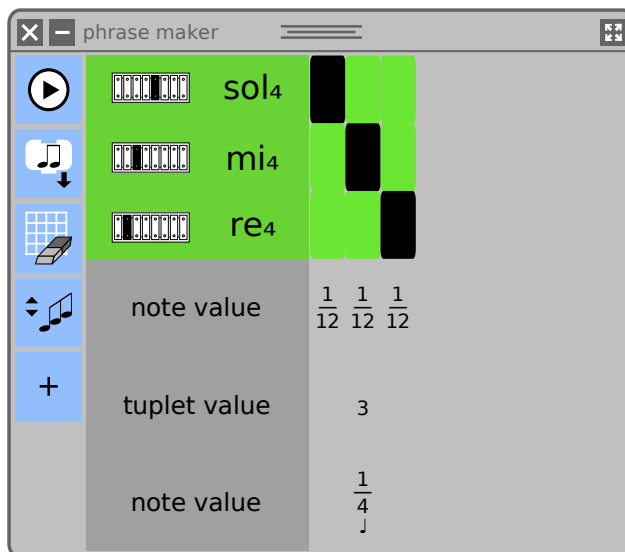 phrase maker
sol₄
mi₄
re₄
note value 1/12 1/12 1/12
tuplet value 3
note value 1/4 ♩
+